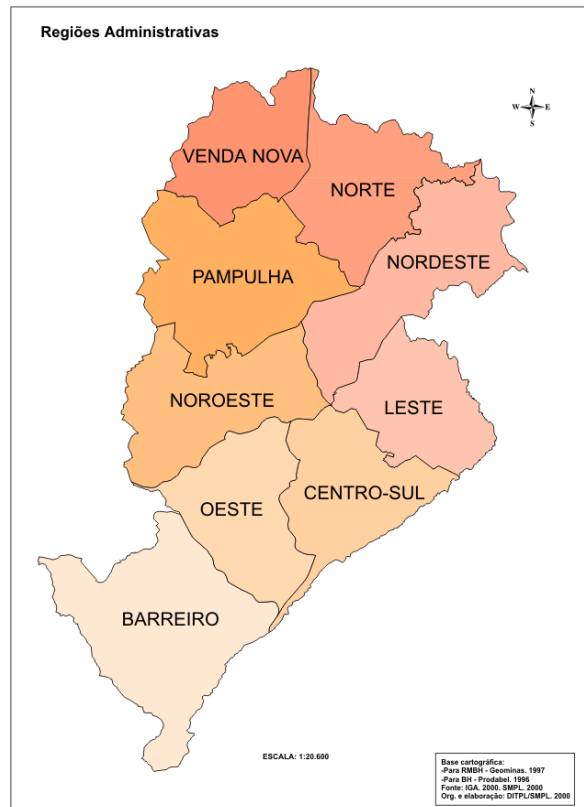 Regiões Administrativas
N
W E
S
VENDA NOVA
NORTE
NORDESTE
PAMPULHA
NOROESTE
LESTE
CENTRO-SUL
OESTE
BARREIRO
ESCALA: 1:20.600
Base cartográfica:
-Para RMBH - Geominas. 1997
-Para BH - Prodabel. 1996
Fonte: IGA. 2000. SMPL. 2000
Org. e elaboração: DITPL/SMPL. 2000